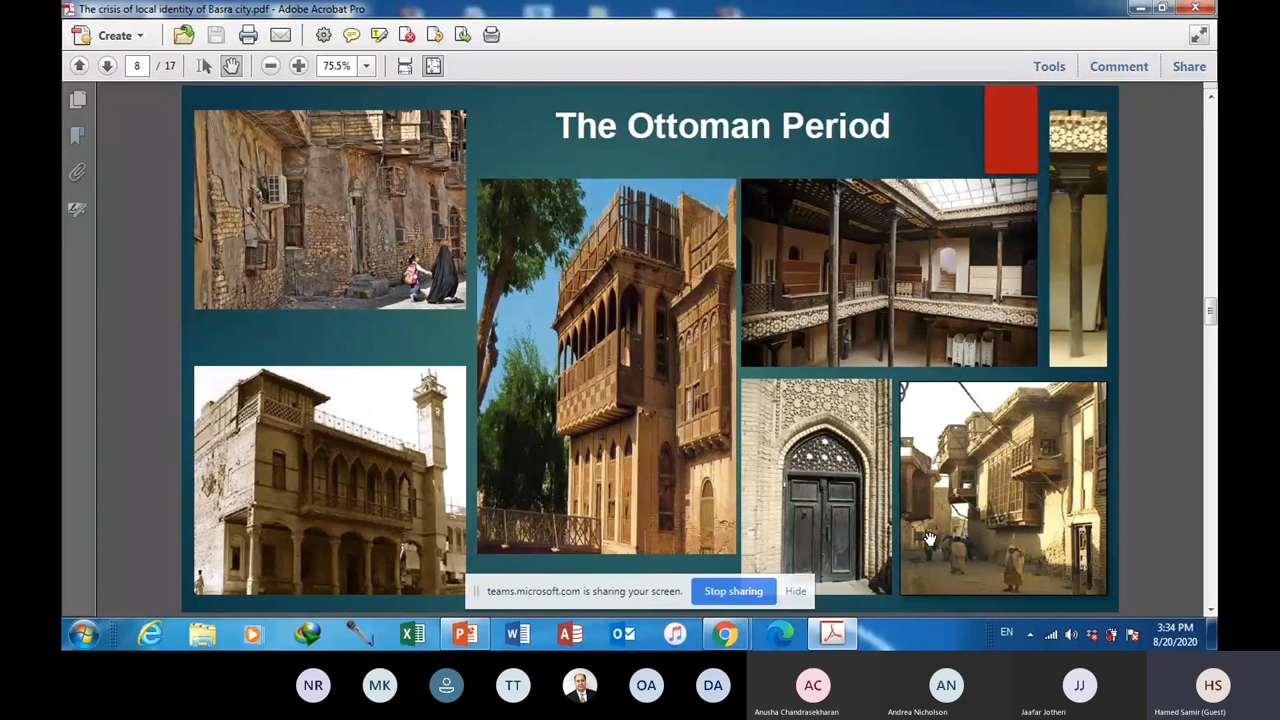 The crisis of local identity of Basra city.pdf - Adobe Acrobat Pro
Create
8 / 17
75.5%
Tools
Comment
Share
The Ottoman Period
teams.microsoft.com is sharing your screen.
Stop sharing
Hide
EN
3:34 PM
8/20/2020
NR
MK
TT
OA
DA
AC
AN
JJ
HS
Anusha Chandrasekharan
Andrea Nicholson
Jaafar Jotheri
Hamed Samir (Guest)